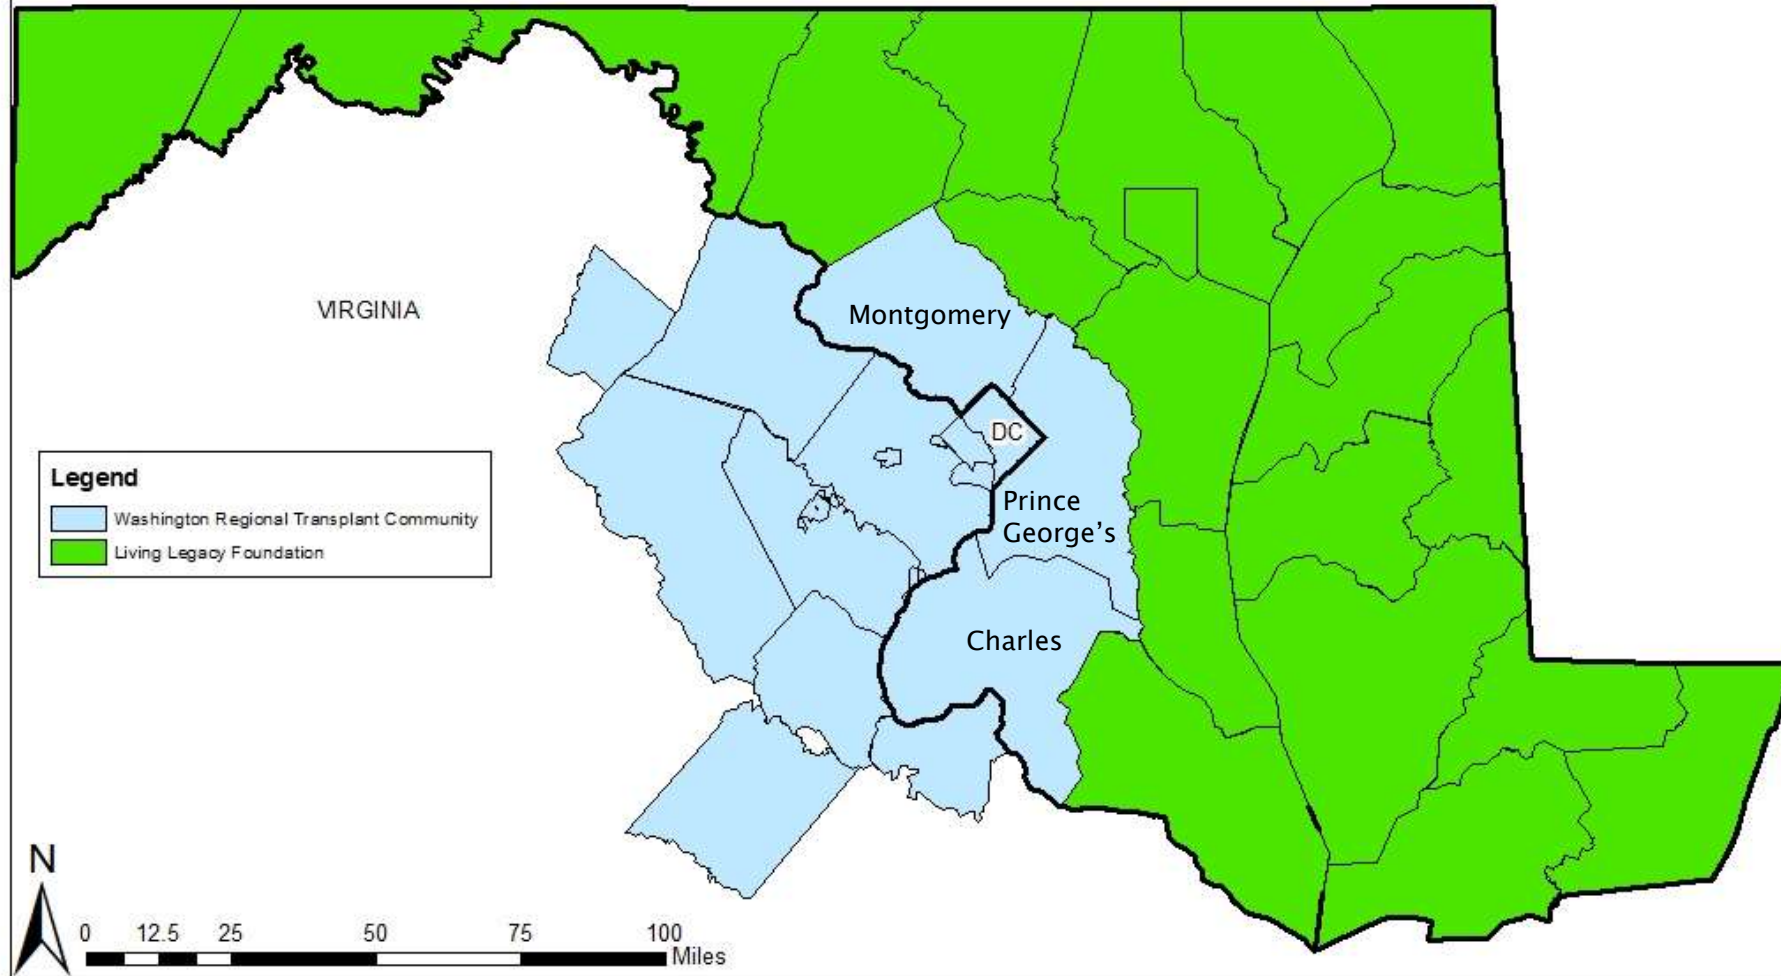 VIRGINIA
Montgomery
DC
Prince
George's
Charles
Legend
Washington Regional Transplant Community
Living Legacy Foundation
N
0 12.5 25 50 75 100
Miles